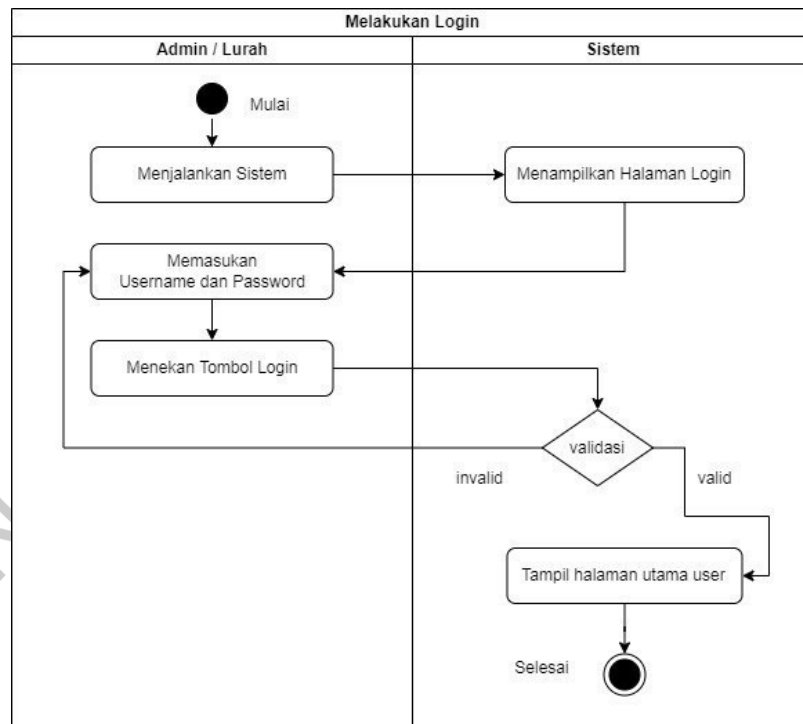 Melakukan Login
Admin / Lurah
Sistem
Mulai
Menjalankan Sistem
Menampilkan Halaman Login
Memasukan
Username dan Password
Menekan Tombol Login
validasi
invalid
valid
Tampil halaman utama user
Selesai